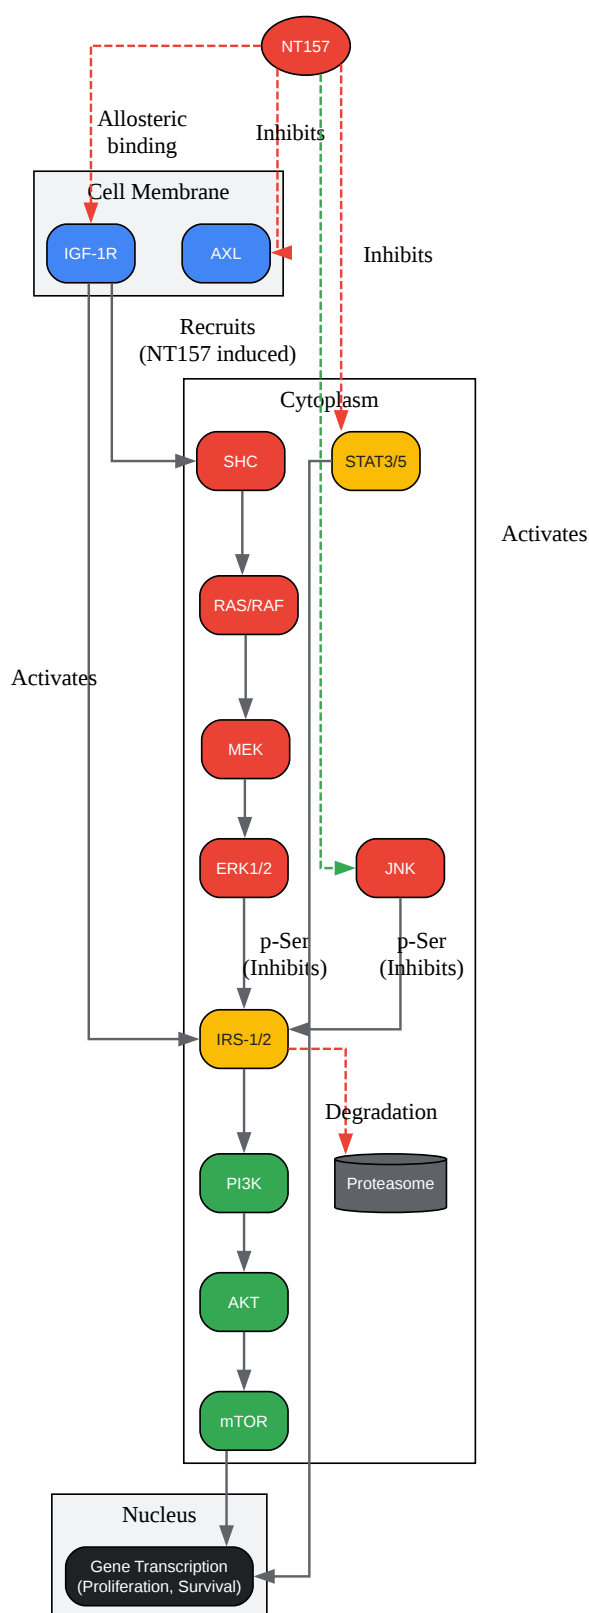 NT157
Allosteric
binding
Inhibits
Cell Membrane
IGF-1R
AXL
Inhibits
Recruits
(NT157 induced)
Cytoplasm
SHC
STAT3/5
Activates
RAS/RAF
Activates
MEK
ERK1/2
JNK
p-Ser
(Inhibits)
p-Ser
(Inhibits)
IRS-1/2
Degradation
PI3K
Proteasome
AKT
mTOR
Nucleus
Gene Transcription
(Proliferation, Survival)